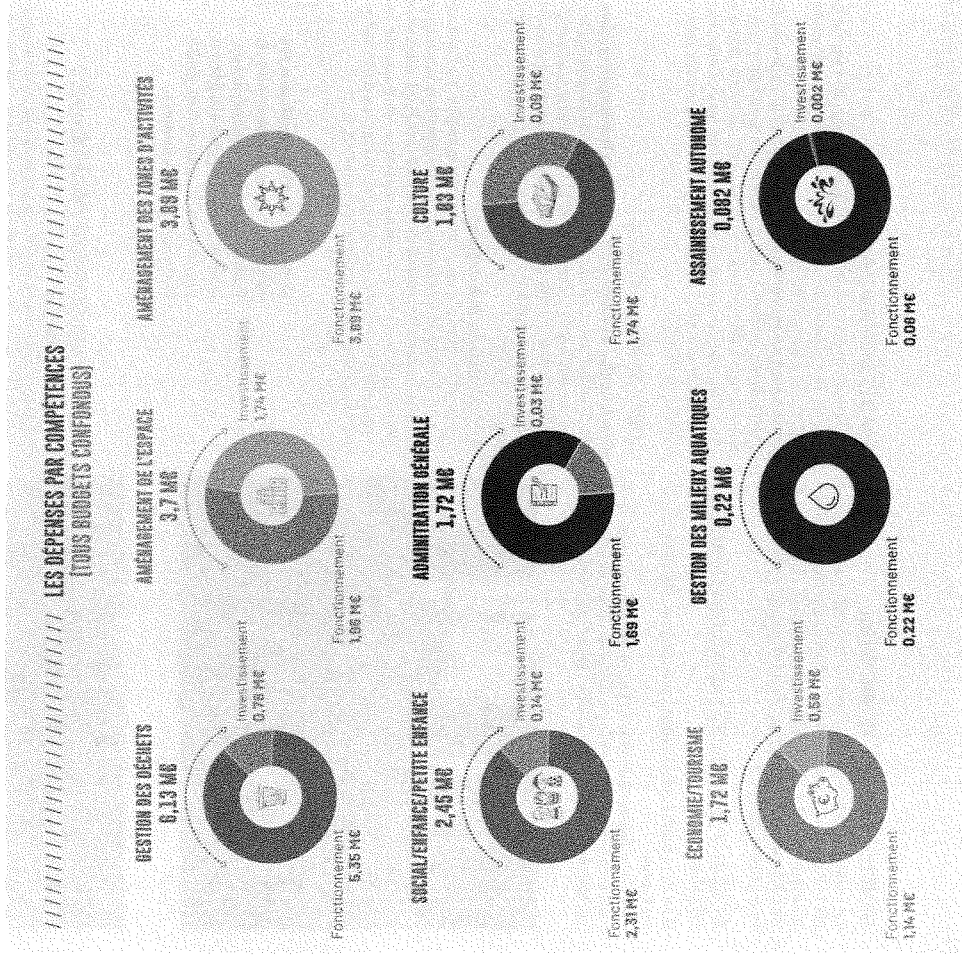 LES DÉPENSES PAR COMPÉTENCES
(TOUS BUDGETS CONFONDUS)
GESTION DES DÉCHETS
6,13 M€
Investissement
0,78 M€
Fonctionnement
5,35 M€
AMÉNAGEMENT DE L'ESPACE
3,7 M€
Investissement
1,74 M€
Fonctionnement
1,96 M€
AMÉNAGEMENT DES ZONES D'ACTIVITÉS
3,89 M€
Fonctionnement
3,89 M€
SOCIAL/ENFANCE/PETITE ENFANCE
2,45 M€
Investissement
0,14 M€
Fonctionnement
2,31 M€
ADMINITRATION GÉNÉRALE
1,72 M€
Investissement
0,03 M€
Fonctionnement
1,69 M€
CULTURE
1,83 M€
Investissement
0,09 M€
Fonctionnement
1,74 M€
ÉCONOMIE/TOURISME
1,72 M€
Investissement
0,58 M€
Fonctionnement
1,14 M€
GESTION DES MILIEUX AQUATIQUES
0,22 M€
Fonctionnement
0,22 M€
ASSAINISSEMENT AUTONOME
0,082 M€
Investissement
0,002 M€
Fonctionnement
0,08 M€